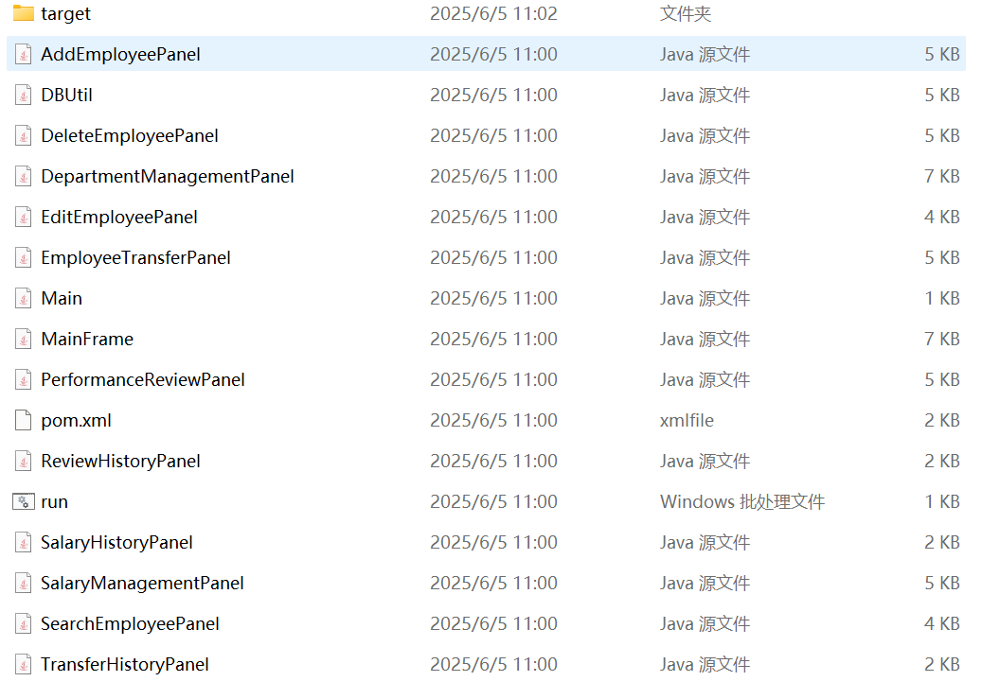 target 2025/6/5 11:02 文件夹
AddEmployeePanel 2025/6/5 11:00 Java 源文件 5 KB
DBUtil 2025/6/5 11:00 Java 源文件 5 KB
DeleteEmployeePanel 2025/6/5 11:00 Java 源文件 5 KB
DepartmentManagementPanel 2025/6/5 11:00 Java 源文件 7 KB
EditEmployeePanel 2025/6/5 11:00 Java 源文件 4 KB
EmployeeTransferPanel 2025/6/5 11:00 Java 源文件 5 KB
Main 2025/6/5 11:00 Java 源文件 1 KB
MainFrame 2025/6/5 11:00 Java 源文件 7 KB
PerformanceReviewPanel 2025/6/5 11:00 Java 源文件 5 KB
pom.xml 2025/6/5 11:00 xmlfile 2 KB
ReviewHistoryPanel 2025/6/5 11:00 Java 源文件 2 KB
run 2025/6/5 11:00 Windows 批处理文件 1 KB
SalaryHistoryPanel 2025/6/5 11:00 Java 源文件 2 KB
SalaryManagementPanel 2025/6/5 11:00 Java 源文件 5 KB
SearchEmployeePanel 2025/6/5 11:00 Java 源文件 4 KB
TransferHistoryPanel 2025/6/5 11:00 Java 源文件 2 KB